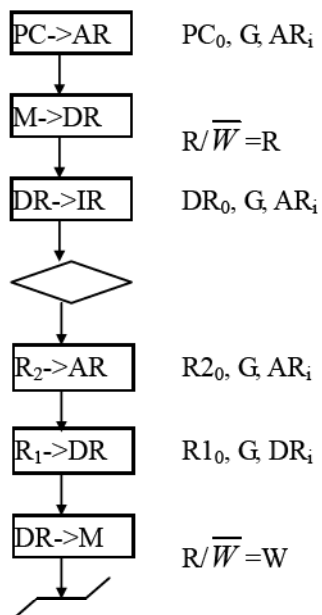 PC->AR PC₀, G, ARᵢ
M->DR
R/W̅=R
DR->IR DR₀, G, ARᵢ
R₂->AR R2₀, G, ARᵢ
R₁->DR R1₀, G, DRᵢ
DR->M
R/W̅=W